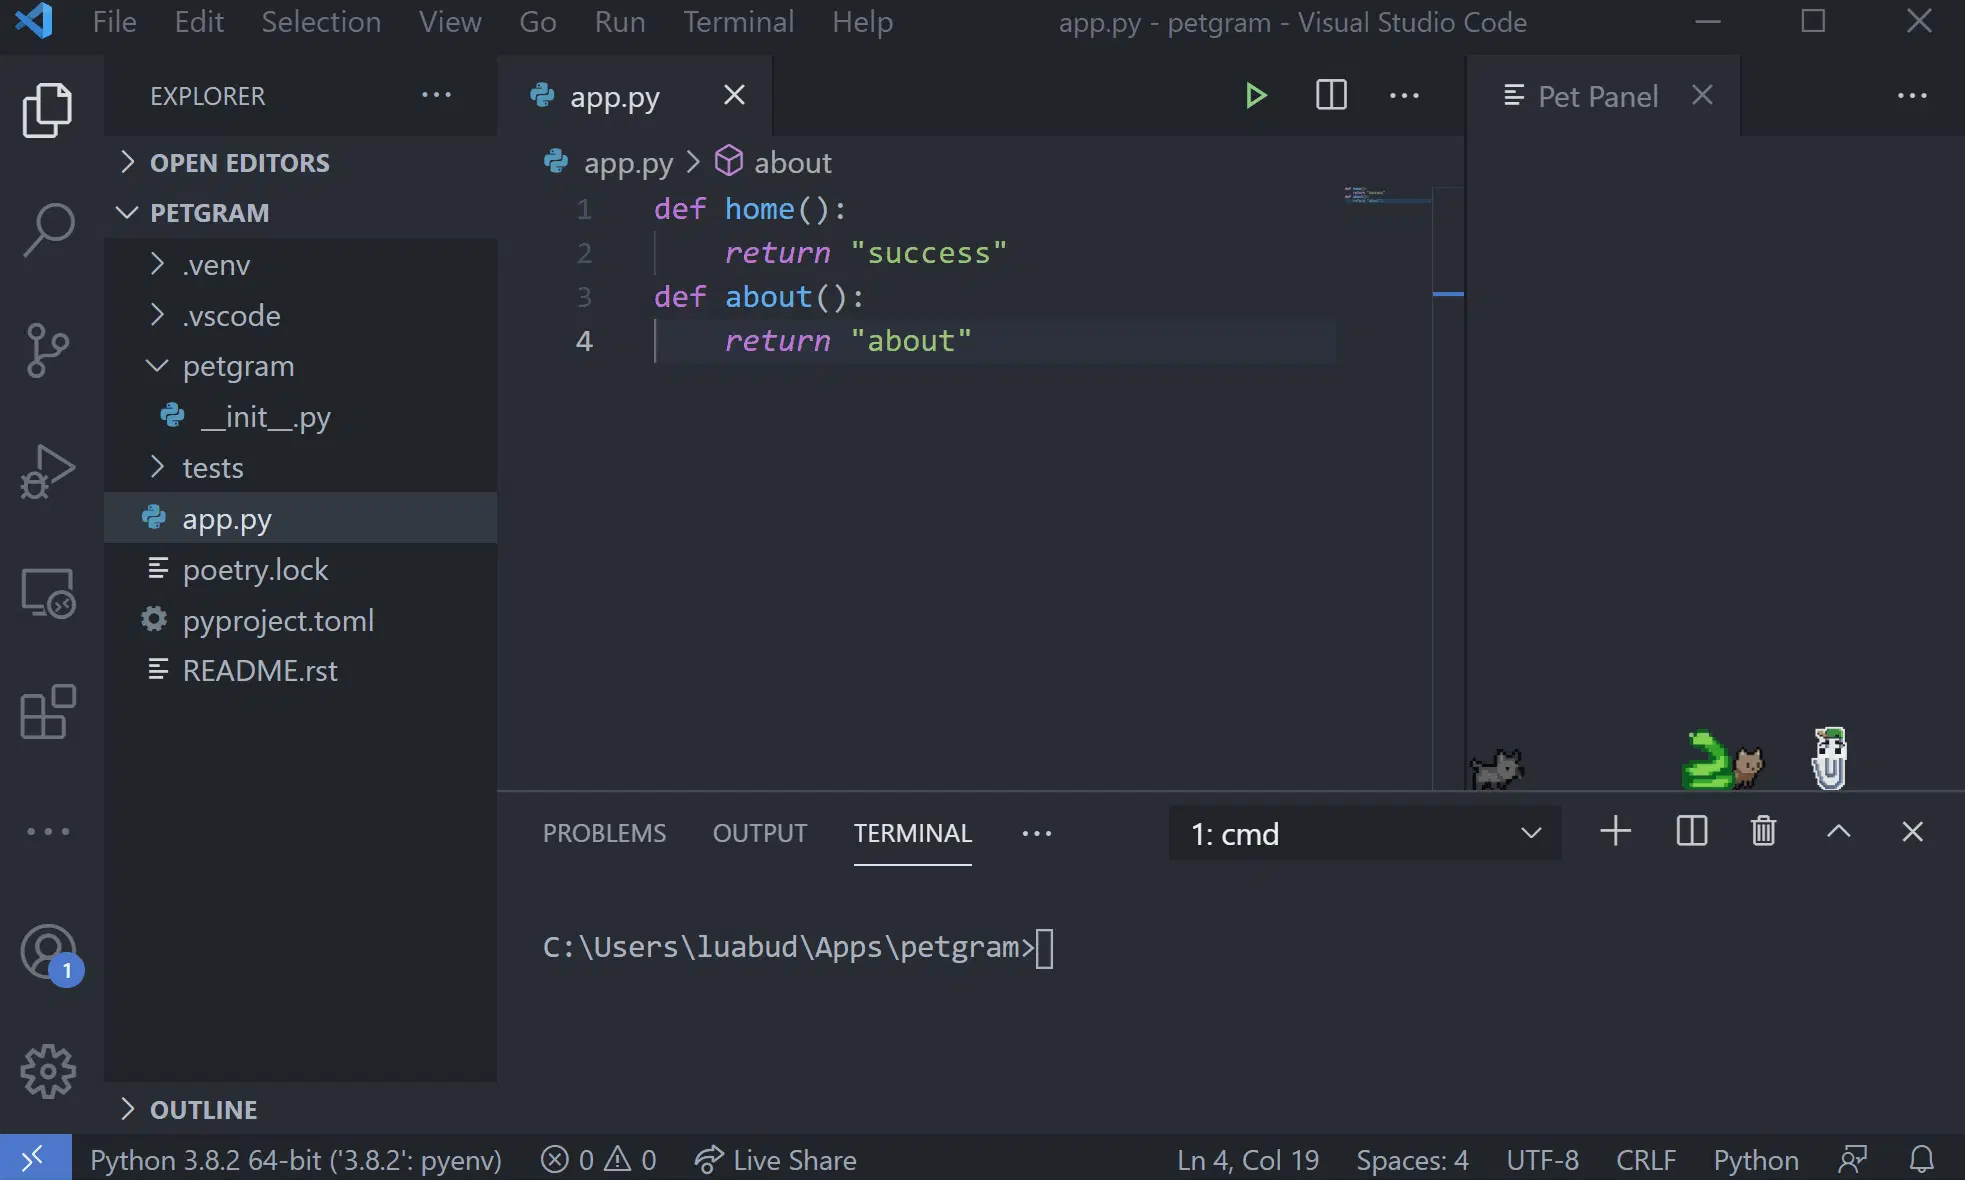 File Edit Selection View Go Run Terminal Help app.py - petgram - Visual Studio Code
EXPLORER
OPEN EDITORS
PETGRAM
.venv
.vscode
petgram
__init__.py
tests
app.py
poetry.lock
pyproject.toml
README.rst
OUTLINE
app.py
app.py > about
1 def home():
2     return "success"
3 def about():
4     return "about"
Pet Panel
PROBLEMS OUTPUT TERMINAL 1: cmd
C:\Users\luabud\Apps\petgram>
1
Python 3.8.2 64-bit ('3.8.2': pyenv) 0 0 Live Share Ln 4, Col 19 Spaces: 4 UTF-8 CRLF Python